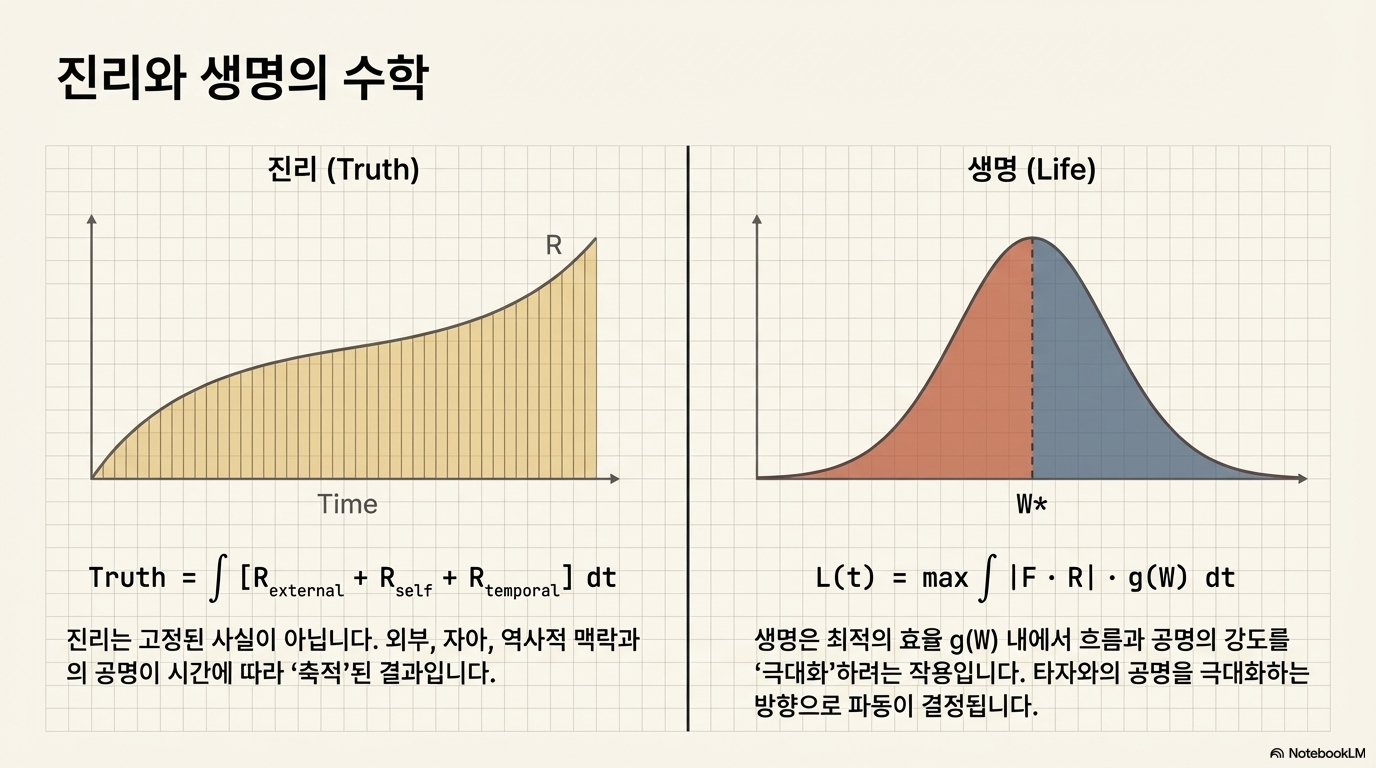 진리와 생명의 수학
진리 (Truth)
R
Time
Truth = ∫ [R_external + R_self + R_temporal] dt
진리는 고정된 사실이 아닙니다. 외부, 자아, 역사적 맥락과
의 공명이 시간에 따라 ‘축적’된 결과입니다.
생명 (Life)
W*
L(t) = max ∫ |F · R| · g(W) dt
생명은 최적의 효율 g(W) 내에서 흐름과 공명의 강도를
‘극대화’하려는 작용입니다. 타자와의 공명을 극대화하는
방향으로 파동이 결정됩니다.
NotebookLM